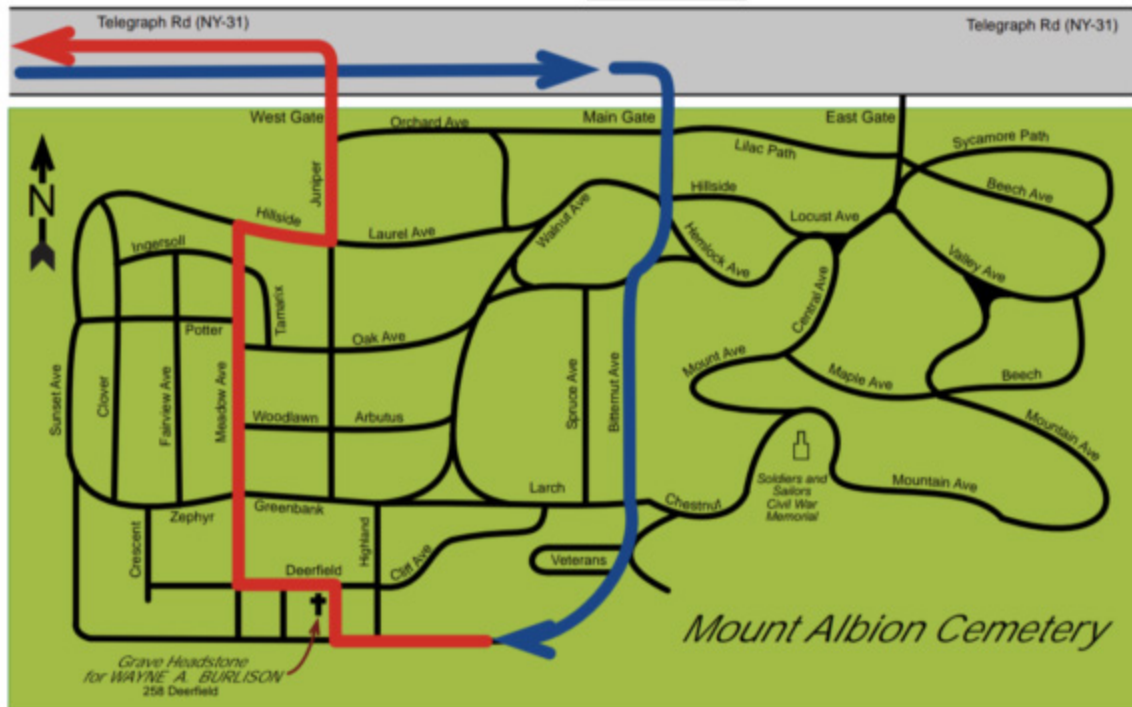 Telegraph Rd (NY-31)
Telegraph Rd (NY-31)
West Gate
Orchard Ave
Main Gate
East Gate
Lilac Path
Sycamore Path
Beech Ave
N
Juniper
Hillside
Hillside
Locust Ave
Walnut Ave
Laurel Ave
Ingersoll
Hemlock Ave
Valley Ave
Tamarix
Central Ave
Potter
Oak Ave
Mount Ave
Maple Ave
Beech
Sunset Ave
Clover
Fairview Ave
Meadow Ave
Woodlawn
Arbutus
Spruce Ave
Bitternut Ave
Mountain Ave
Soldiers and
Sailors
Civil War
Memorial
Mountain Ave
Larch
Chestnut
Greenbank
Zephyr
Crescent
Highland
Cliff Ave
Veterans
Deerfield
Mount Albion Cemetery
Grave Headstone
for WAYNE A. BURLISON
258 Deerfield